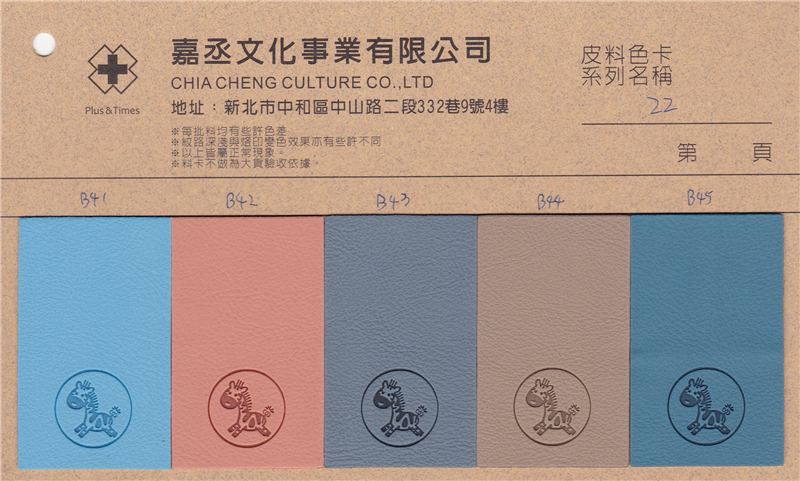 嘉丞文化事業有限公司
CHIA CHENG CULTURE CO.,LTD
地址：新北市中和區中山路二段332巷9號4樓
Plus&Times
※每批料均有些許色差
※紋路深淺與烙印變色效果亦有些許不同
※以上皆屬正常現象。
※料卡不做為大貨驗收依據。
皮料色卡
系列名稱
22
第 頁
B41 B42 B43 B44 B45